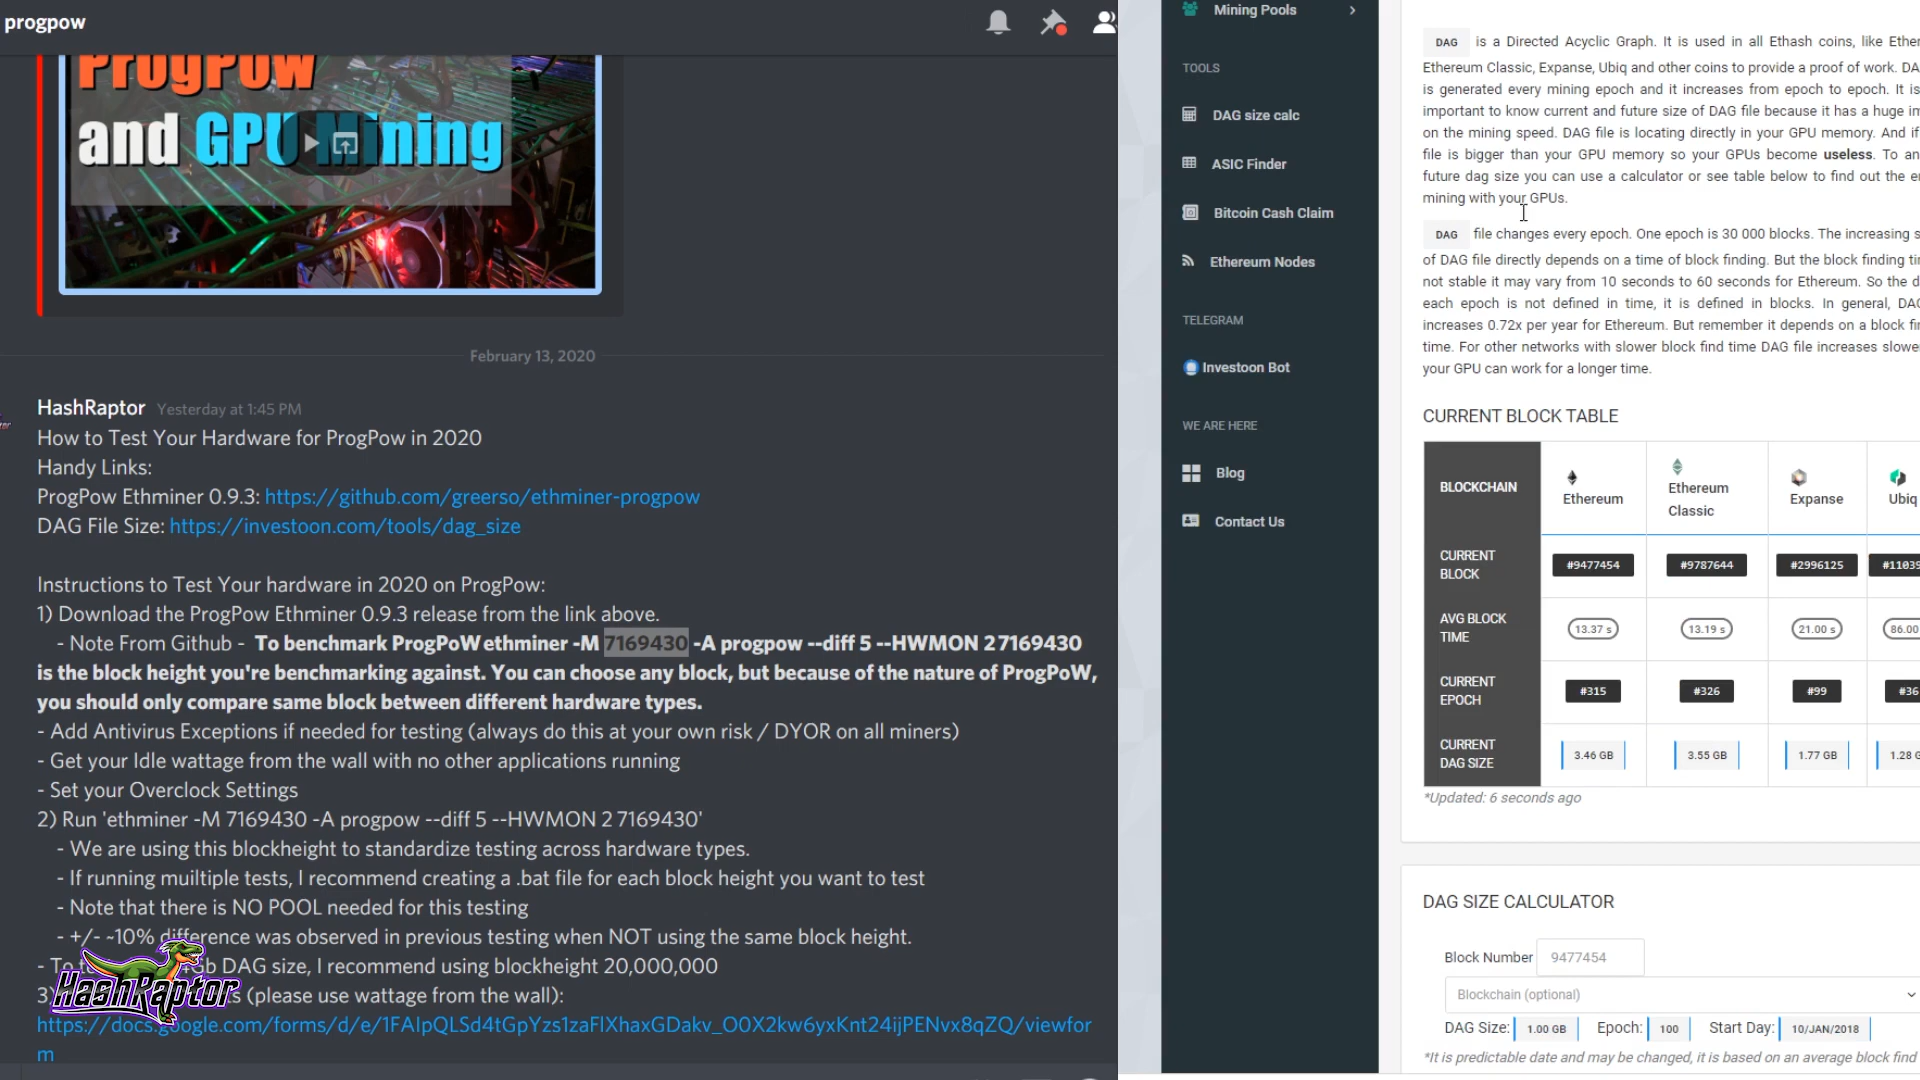 progpow
ProgPow
and GPU Mining
February 13, 2020
HashRaptor Yesterday at 1:45 PM
How to Test Your Hardware for ProgPow in 2020
Handy Links:
ProgPow Ethminer 0.9.3: https://github.com/greerso/ethminer-progpow
DAG File Size: https://investoon.com/tools/dag_size
Instructions to Test Your hardware in 2020 on ProgPow:
1) Download the ProgPow Ethminer 0.9.3 release from the link above.
- Note From Github - To benchmark ProgPoW ethminer -M 7169430 -A progpow --diff 5 --HWMON 2 7169430
is the block height you're benchmarking against. You can choose any block, but because of the nature of ProgPoW,
you should only compare same block between different hardware types.
- Add Antivirus Exceptions if needed for testing (always do this at your own risk / DYOR on all miners)
- Get your Idle wattage from the wall with no other applications running
- Set your Overclock Settings
2) Run 'ethminer -M 7169430 -A progpow --diff 5 --HWMON 2 7169430'
- We are using this blockheight to standardize testing across hardware types.
- If running muiltiple tests, I recommend creating a .bat file for each block height you want to test
- Note that there is NO POOL needed for this testing
- +/- ~10% difference was observed in previous testing when NOT using the same block height.
- To DAG size, I recommend using blockheight 20,000,000
3) (please use wattage from the wall):
https://docs.google.com/forms/d/e/1FAIpQLSd4tGpYzs1zaFlXhaxGDakv_O0X2kw6yxKnt24ijPENvx8qZQ/viewfor
m
HashRaptor
Mining Pools
TOOLS
DAG size calc
ASIC Finder
Bitcoin Cash Claim
Ethereum Nodes
TELEGRAM
Investoon Bot
WE ARE HERE
Blog
Contact Us
DAG is a Directed Acyclic Graph. It is used in all Ethash coins, like Ether
Ethereum Classic, Expanse, Ubiq and other coins to provide a proof of work. DA
is generated every mining epoch and it increases from epoch to epoch. It is
important to know current and future size of DAG file because it has a huge im
on the mining speed. DAG file is locating directly in your GPU memory. And if
file is bigger than your GPU memory so your GPUs become useless. To an
future dag size you can use a calculator or see table below to find out the en
mining with your GPUs.
DAG file changes every epoch. One epoch is 30 000 blocks. The increasing s
of DAG file directly depends on a time of block finding. But the block finding ti
not stable it may vary from 10 seconds to 60 seconds for Ethereum. So the d
each epoch is not defined in time, it is defined in blocks. In general, DAG
increases 0.72x per year for Ethereum. But remember it depends on a block fi
time. For other networks with slower block find time DAG file increases slowe
your GPU can work for a longer time.
CURRENT BLOCK TABLE
BLOCKCHAIN Ethereum Ethereum Classic Expanse Ubiq
CURRENT BLOCK #9477454 #9787644 #2996125 #11039
AVG BLOCK TIME 13.37 s 13.19 s 21.00 s 86.00
CURRENT EPOCH #315 #326 #99 #36
CURRENT DAG SIZE 3.46 GB 3.55 GB 1.77 GB 1.28 G
*Updated: 6 seconds ago
DAG SIZE CALCULATOR
Block Number 9477454
Blockchain (optional)
DAG Size: 1.00 GB Epoch: 100 Start Day: 10/JAN/2018
*It is predictable date and may be changed, it is based on an average block find